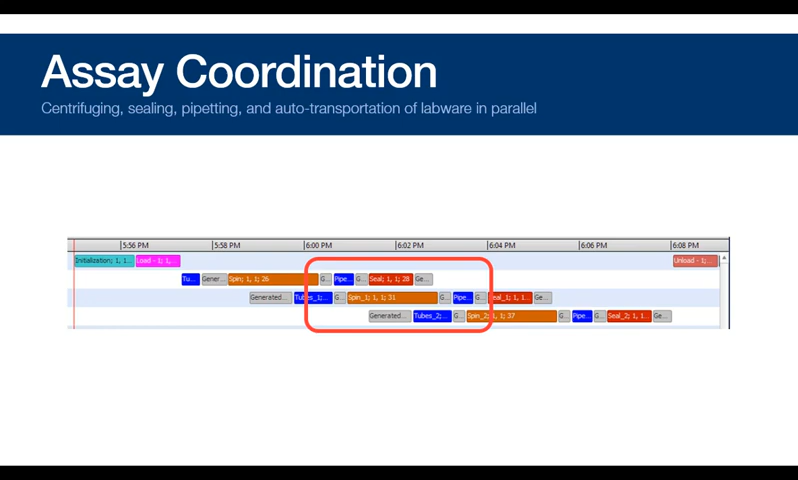 Assay Coordination
Centrifuging, sealing, pipetting, and auto-transportation of labware in parallel
5:56 PM 5:58 PM 6:00 PM 6:02 PM 6:04 PM 6:06 PM 6:08 PM
Initialization; 1, 1... Load - 1; 1,... Unload - 1;...
Tu... Gener... Spin; 1, 1; 26 G... Pipe... G... Seal; 1, 1; 28 Ge...
Generated... Tubes_1;... G... Spin_1; 1, 1; 31 G... Pipe... G... Seal_1; 1, 1... Ge...
Generated... Tubes_2;... G... Spin_2; 1, 1; 37 G... Pipe... G... Seal_2; 1, 1... Ge...